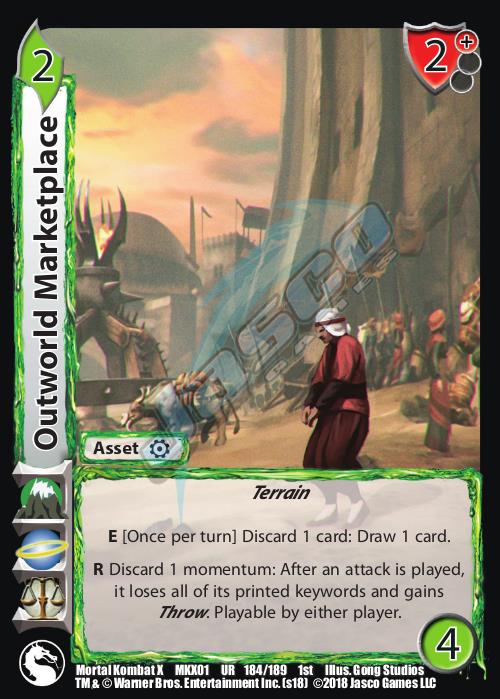 2
2
+
Outworld Marketplace
JASCO
GAMES
Asset
Terrain
E [Once per turn] Discard 1 card: Draw 1 card.
R Discard 1 momentum: After an attack is played,
it loses all of its printed keywords and gains
Throw. Playable by either player.
4
Mortal Kombat X MKX01 UR 184/189 1st Illus. Gong Studios
TM & © Warner Bros. Entertainment Inc. (s18) ©2018 Jasco Games LLC